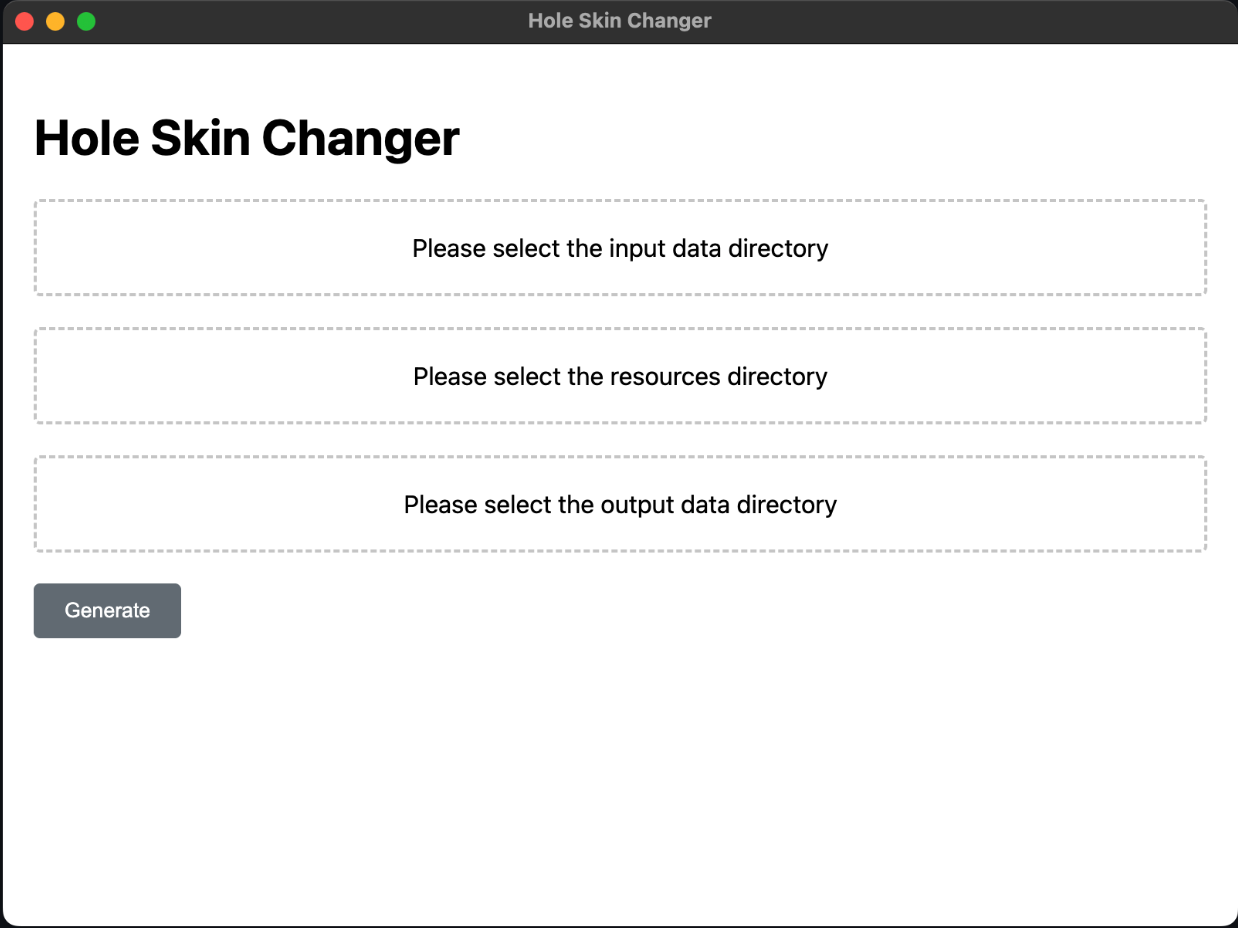 Hole Skin Changer
Hole Skin Changer
Please select the input data directory
Please select the resources directory
Please select the output data directory
Generate